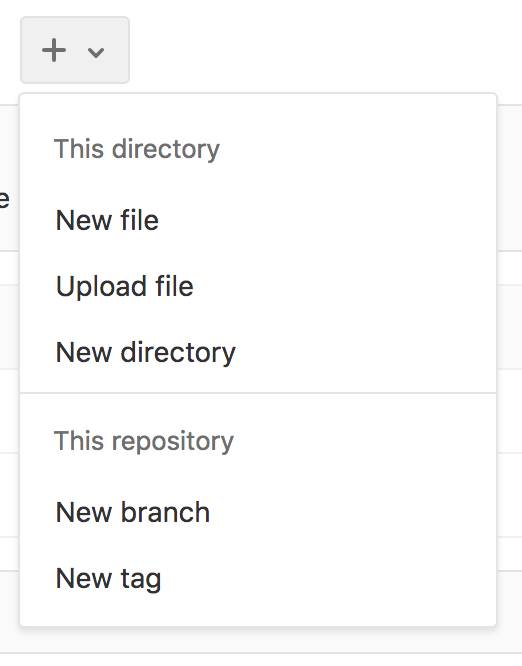 This directory
New file
Upload file
New directory
This repository
New branch
New tag